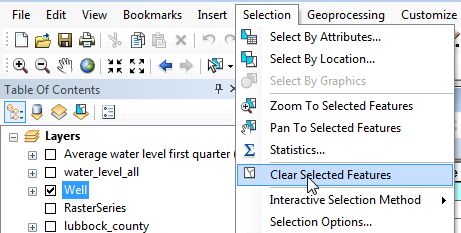 File Edit View Bookmarks Insert Selection Geoprocessing Customize
Select By Attributes...
Select By Location...
Select By Graphics
Zoom To Selected Features
Pan To Selected Features
Statistics...
Clear Selected Features
Interactive Selection Method
Selection Options...
Table Of Contents
Layers
Average water level first quarter (
water_level_all
Well
RasterSeries
lubbock_county